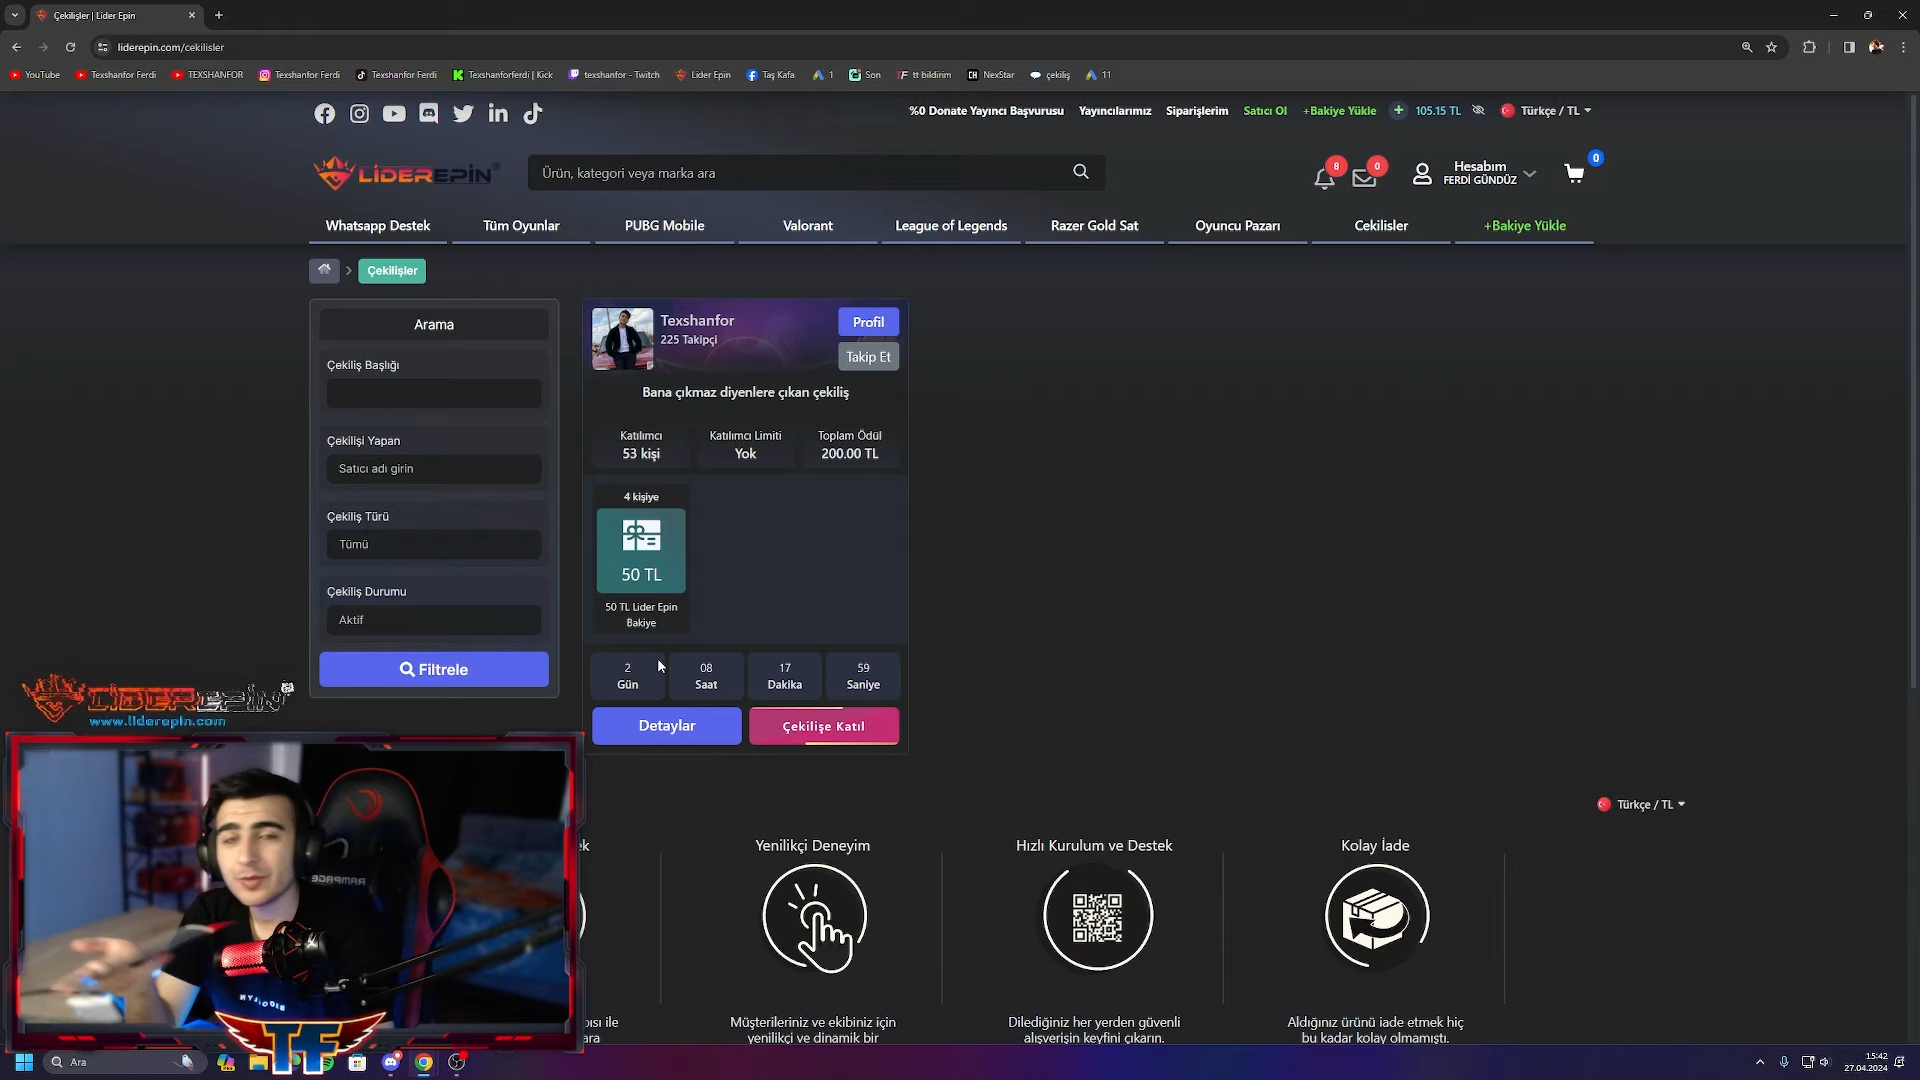 Çekilişler | Lider Epin
liderepin.com/cekilisler
YouTube
Texshanfor Ferdi
TEXSHANFOR
Texshanfor Ferdi
Texshanfor Ferdi
Texshanforferdi | Kick
texshanfor - Twitch
Lider Epin
Taş Kafa
1
Son
tt bildirim
NexStar
çekiliş
11
%0 Donate Yayıncı Başvurusu
Yayıncılarımız
Siparişlerim
Satıcı Ol
+Bakiye Yükle
105.15 TL
Türkçe / TL
LİDEREPİN
Ürün, kategori veya marka ara
8
0
Hesabım
FERDİ GÜNDÜZ
0
Whatsapp Destek
Tüm Oyunlar
PUBG Mobile
Valorant
League of Legends
Razer Gold Sat
Oyuncu Pazarı
Cekilisler
+Bakiye Yükle
Çekilişler
Arama
Çekiliş Başlığı
Çekilişi Yapan
Satıcı adı girin
Çekiliş Türü
Tümü
Çekiliş Durumu
Aktif
Filtrele
Texshanfor
225 Takipçi
Profil
Takip Et
Bana çıkmaz diyenlere çıkan çekiliş
Katılımcı
53 kişi
Katılımcı Limiti
Yok
Toplam Ödül
200.00 TL
4 kişiye
50 TL
50 TL Lider Epin
Bakiye
2
Gün
08
Saat
17
Dakika
59
Saniye
Detaylar
Çekilişe Katıl
LİDEREPİN
www.liderepin.com
Türkçe / TL
Yenilikçi Deneyim
Müşterileriniz ve ekibiniz için
yenilikçi ve dinamik bir
Hızlı Kurulum ve Destek
Dilediğiniz her yerden güvenli
alışverişin keyfini çıkarın.
Kolay İade
Aldığınız ürünü iade etmek hiç
bu kadar kolay olmamıştı.
RAMPAGE
BROOKLYN
TF
Ara
15:42
27.04.2024